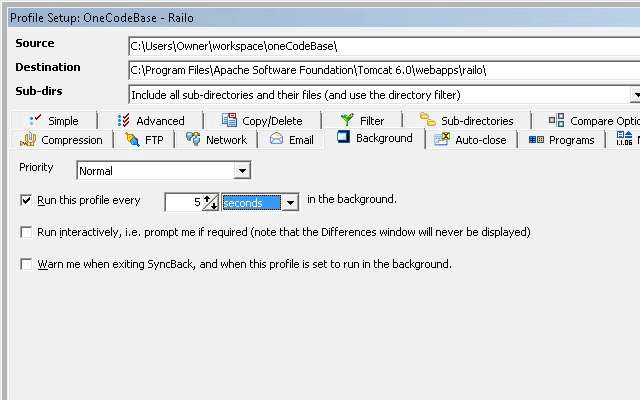 Profile Setup: OneCodeBase - Railo
Source
C:\Users\Owner\workspace\oneCodeBase\
Destination
C:\Program Files\Apache Software Foundation\Tomcat 6.0\webapps\railo\
Sub-dirs
Include all sub-directories and their files (and use the directory filter)
Simple Advanced Copy/Delete Filter Sub-directories Compare Optio
Compression FTP Network Email Background Auto-close Programs
Priority Normal
Run this profile every 5 seconds in the background.
Run interactively, i.e. prompt me if required (note that the Differences window will never be displayed)
Warn me when exiting SyncBack, and when this profile is set to run in the background.